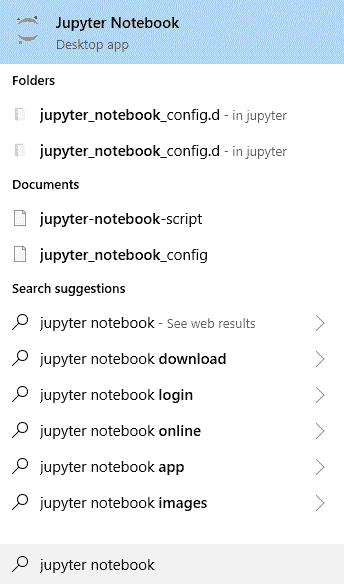 Jupyter Notebook
Desktop app
Folders
jupyter_notebook_config.d - in jupyter
jupyter_notebook_config.d - in jupyter
Documents
jupyter-notebook-script
jupyter_notebook_config
Search suggestions
jupyter notebook - See web results
jupyter notebook download
jupyter notebook login
jupyter notebook online
jupyter notebook app
jupyter notebook images
jupyter notebook